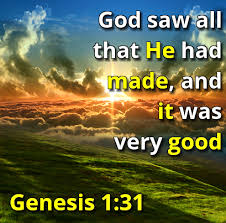 God saw all
that He had
made, and
it was
very good
Genesis 1:31